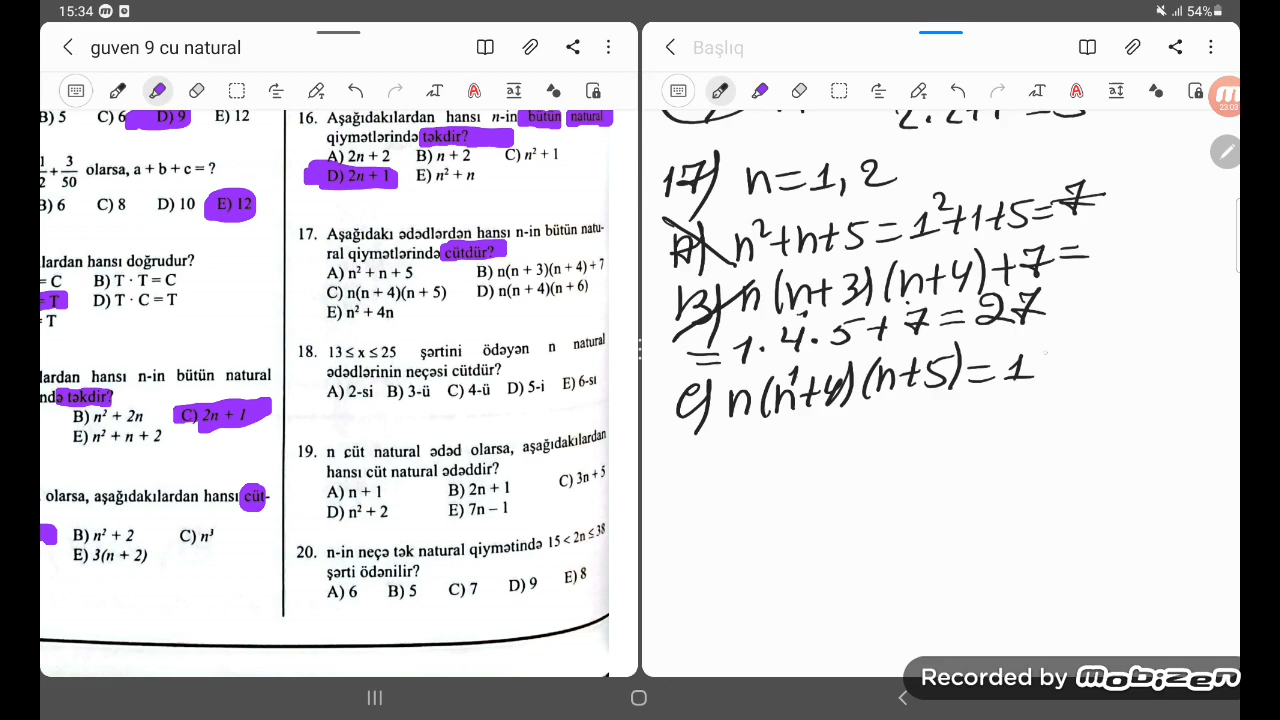 15:34
54%
guven 9 cu natural
B) 5 C) 6 D) 9 E) 12
1/2 + 3/50 olarsa, a + b + c = ?
B) 6 C) 8 D) 10 E) 12
lardan hansı doğrudur?
= C B) T · T = C
= T D) T · C = T
T
lardan hansı n-in bütün natural
ndə təkdir?
B) n² + 2n C) 2n + 1
E) n² + n + 2
olarsa, aşağıdakılardan hansı cüt-
B) n² + 2 C) n³
E) 3(n + 2)
16. Aşağıdakılardan hansı n-in bütün natural
qiymətlərində təkdir?
A) 2n + 2 B) n + 2 C) n² + 1
D) 2n + 1 E) n² + n
17. Aşağıdakı ədədlərdən hansı n-in bütün natu-
ral qiymətlərində cütdür?
A) n² + n + 5 B) n(n + 3)(n + 4) + 7
C) n(n + 4)(n + 5) D) n(n + 4)(n + 6)
E) n² + 4n
18. 13 ≤ x ≤ 25 şərtini ödəyən n natural
ədədlərinin neçəsi cütdür?
A) 2-si B) 3-ü C) 4-ü D) 5-i E) 6-sı
19. n cüt natural ədəd olarsa, aşağıdakılardan
hansı cüt natural ədəddir?
A) n + 1 B) 2n + 1 C) 3n + 5
D) n² + 2 E) 7n − 1
20. n-in neçə tək natural qiymətində 15 < 2n ≤ 38
şərti ödənilir?
A) 6 B) 5 C) 7 D) 9 E) 8
Başlıq
23:03
17) n=1, 2
A) n²+n+5=1²+1+5=7
B) n(n+3)(n+4)+7=
=1·4·5+7=27
C) n(n+4)(n+5)=1
Recorded by mobizen